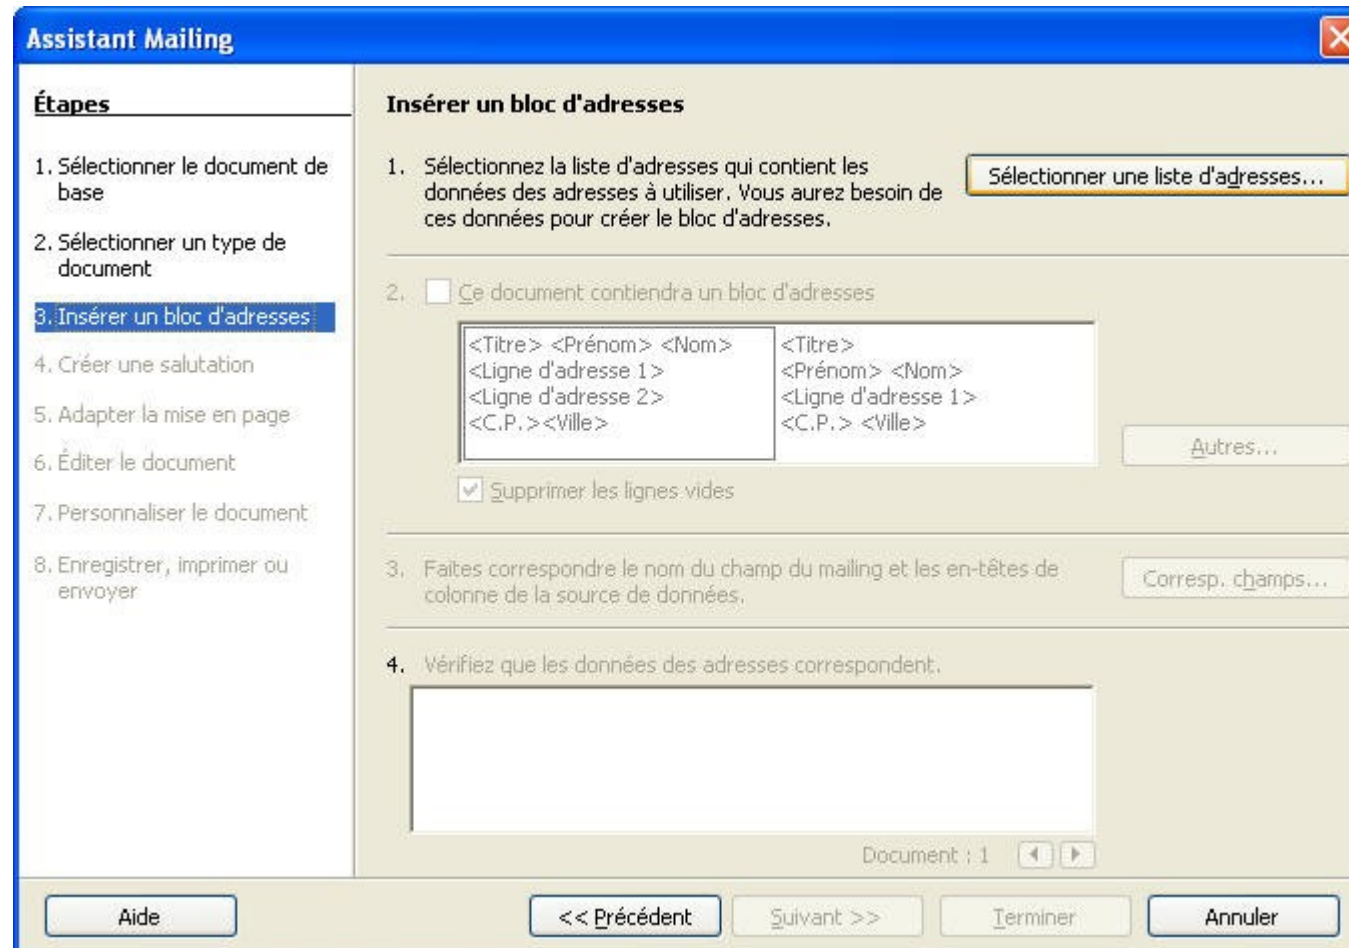 Assistant Mailing
Étapes
1. Sélectionner le document de
base
2. Sélectionner un type de
document
3. Insérer un bloc d'adresses
4. Créer une salutation
5. Adapter la mise en page
6. Éditer le document
7. Personnaliser le document
8. Enregistrer, imprimer ou
envoyer
Insérer un bloc d'adresses
1. Sélectionnez la liste d'adresses qui contient les
données des adresses à utiliser. Vous aurez besoin de
ces données pour créer le bloc d'adresses.
Sélectionner une liste d'adresses...
2. Ce document contiendra un bloc d'adresses
<Titre> <Prénom> <Nom>
<Ligne d'adresse 1>
<Ligne d'adresse 2>
<C.P.><Ville>
<Titre>
<Prénom> <Nom>
<Ligne d'adresse 1>
<C.P.> <Ville>
Autres...
Supprimer les lignes vides
3. Faites correspondre le nom du champ du mailing et les en-têtes de
colonne de la source de données.
Corresp. champs...
4. Vérifiez que les données des adresses correspondent.
Document : 1
Aide
<< Précédent
Suivant >>
Terminer
Annuler